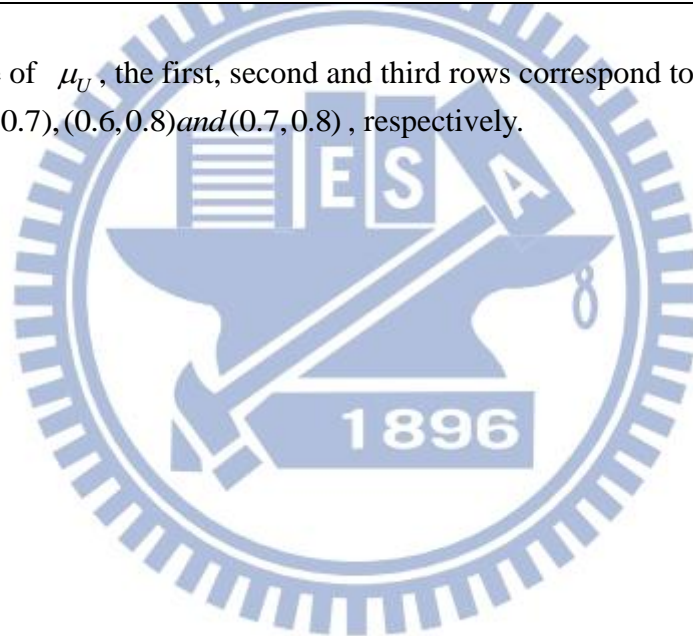 of μ_U, the first, second and third rows correspond to
0.7),(0.6,0.8)and(0.7,0.8), respectively.
E S A
1896